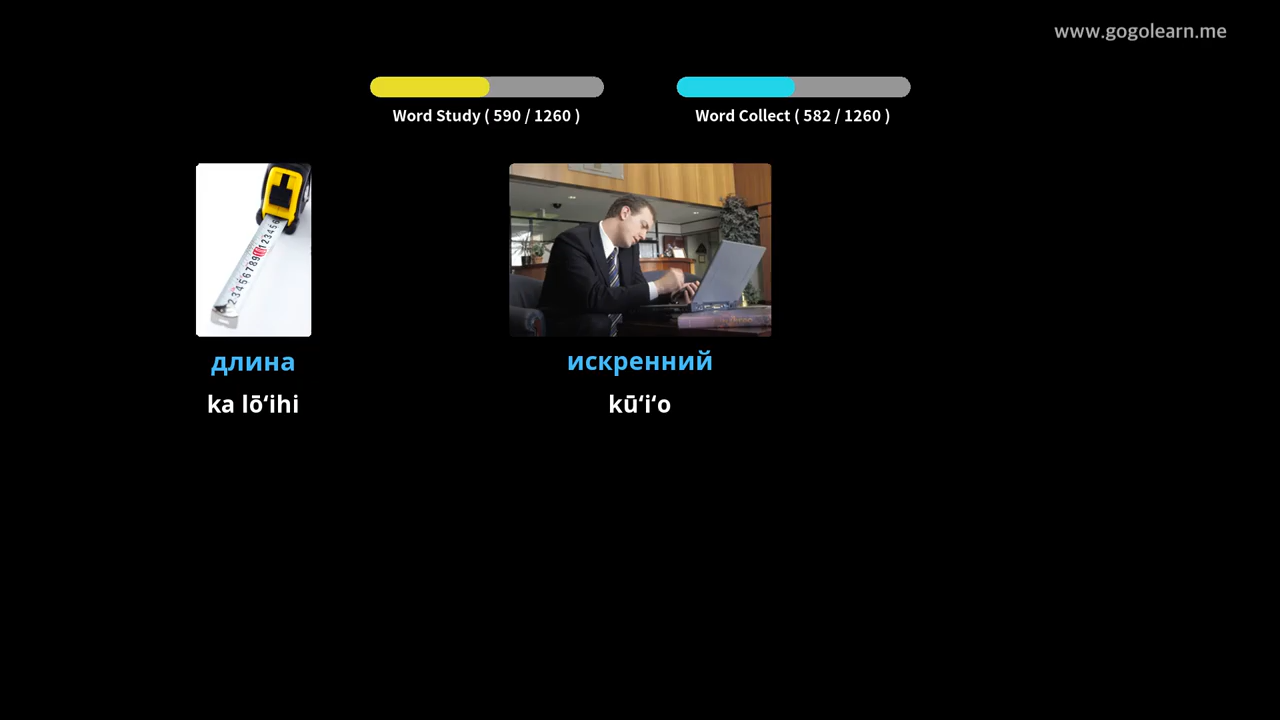 www.gogolearn.me
Word Study ( 590 / 1260 )
Word Collect ( 582 / 1260 )
длина
ka lōʻihi
искренний
kūʻiʻo